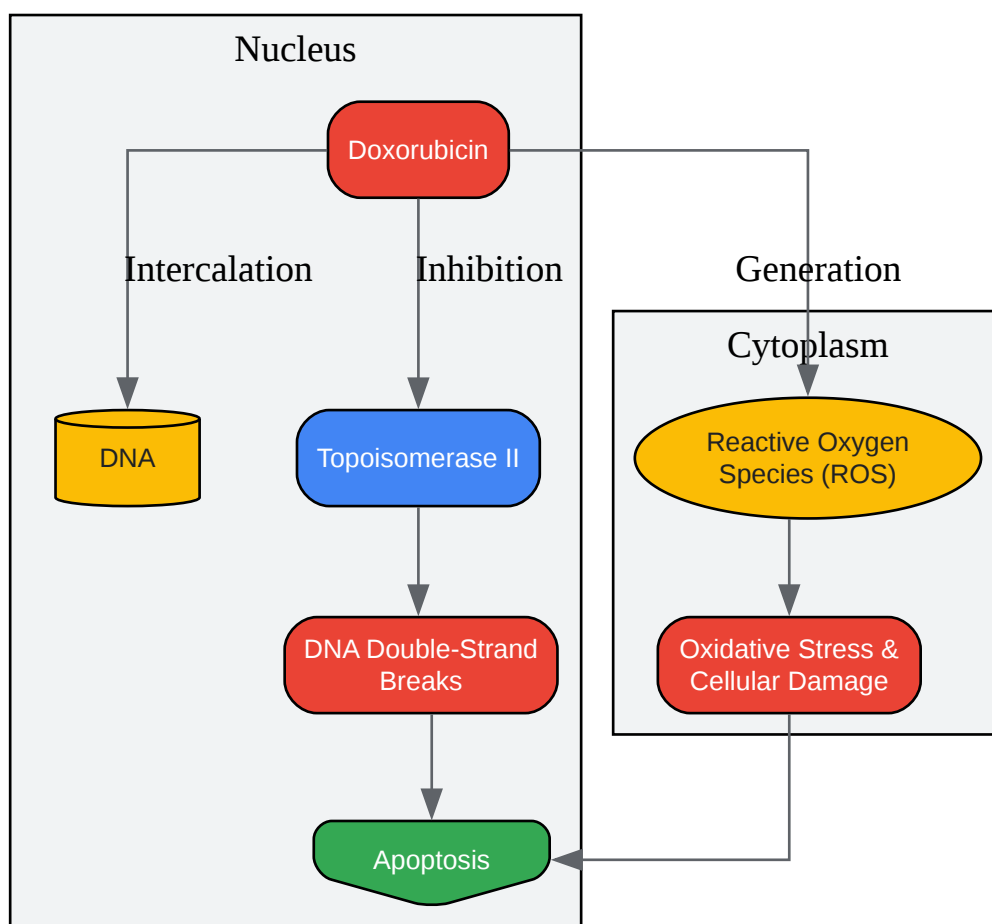 Nucleus
Doxorubicin
Intercalation
Inhibition
Generation
Cytoplasm
DNA
Topoisomerase II
Reactive Oxygen
Species (ROS)
DNA Double-Strand
Breaks
Oxidative Stress &
Cellular Damage
Apoptosis